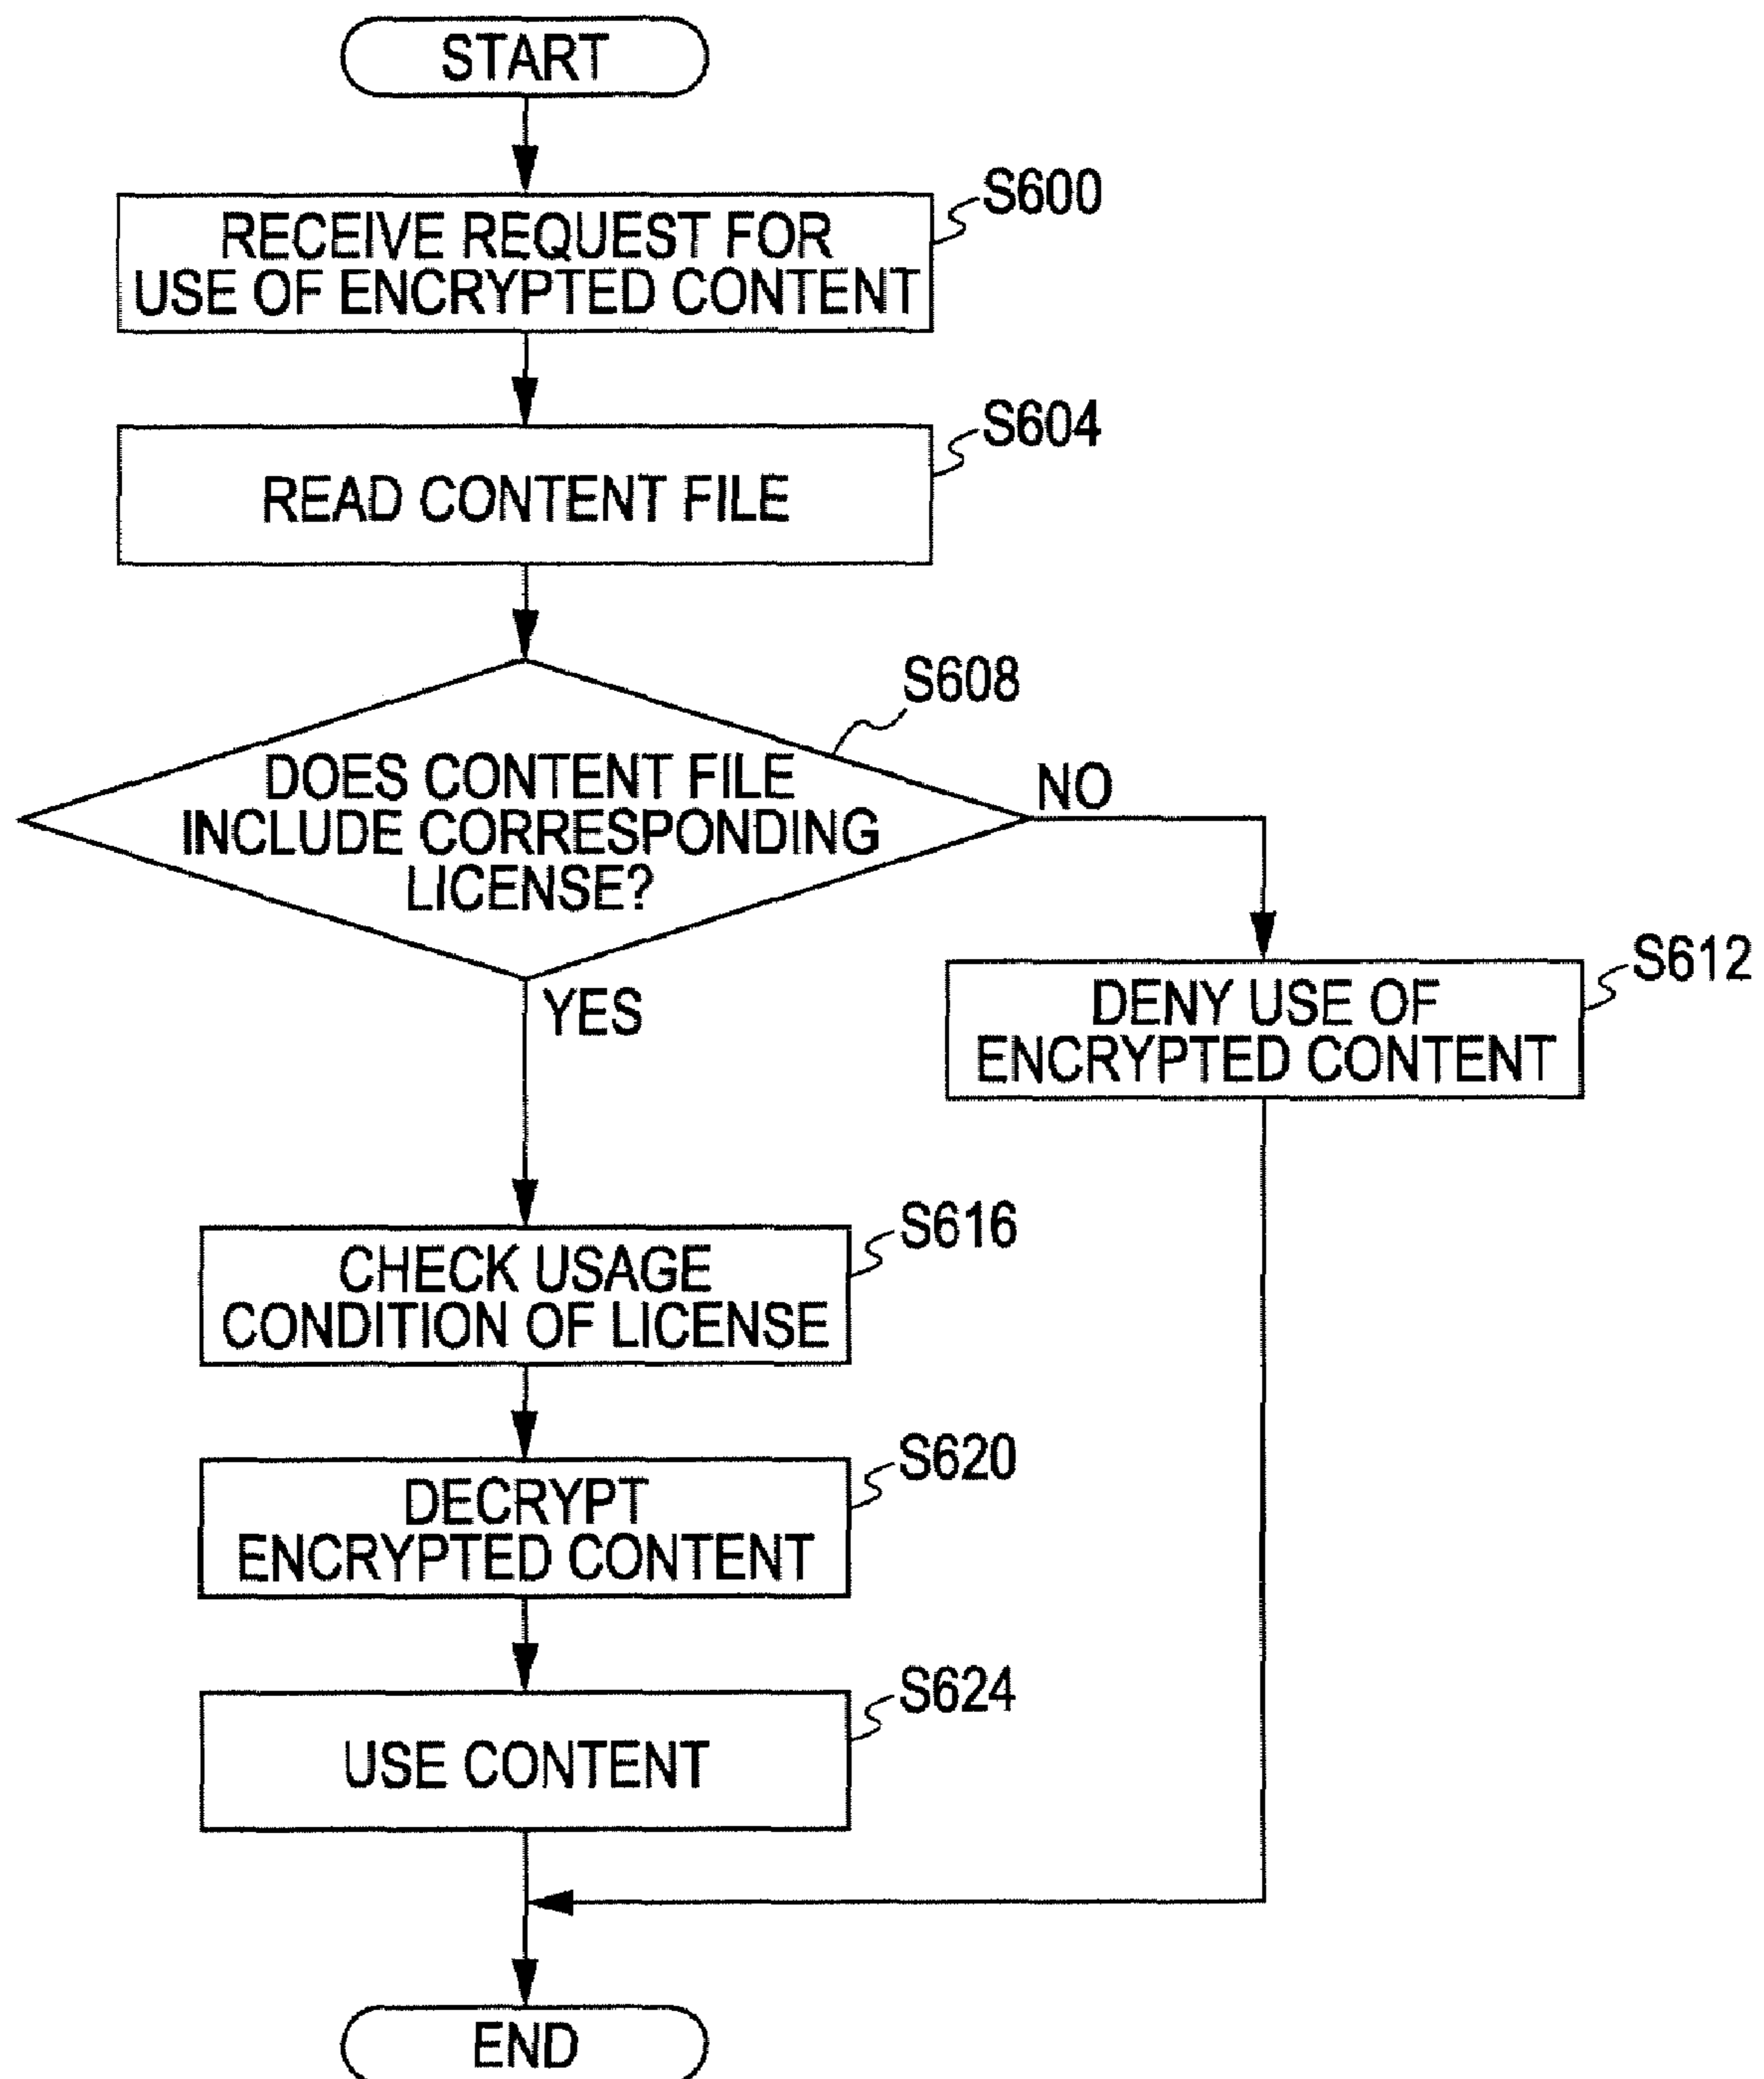 START
S600
RECEIVE REQUEST FOR
USE OF ENCRYPTED CONTENT
S604
READ CONTENT FILE
S608
DOES CONTENT FILE
INCLUDE CORRESPONDING
LICENSE?
NO
YES
S612
DENY USE OF
ENCRYPTED CONTENT
S616
CHECK USAGE
CONDITION OF LICENSE
S620
DECRYPT
ENCRYPTED CONTENT
S624
USE CONTENT
END